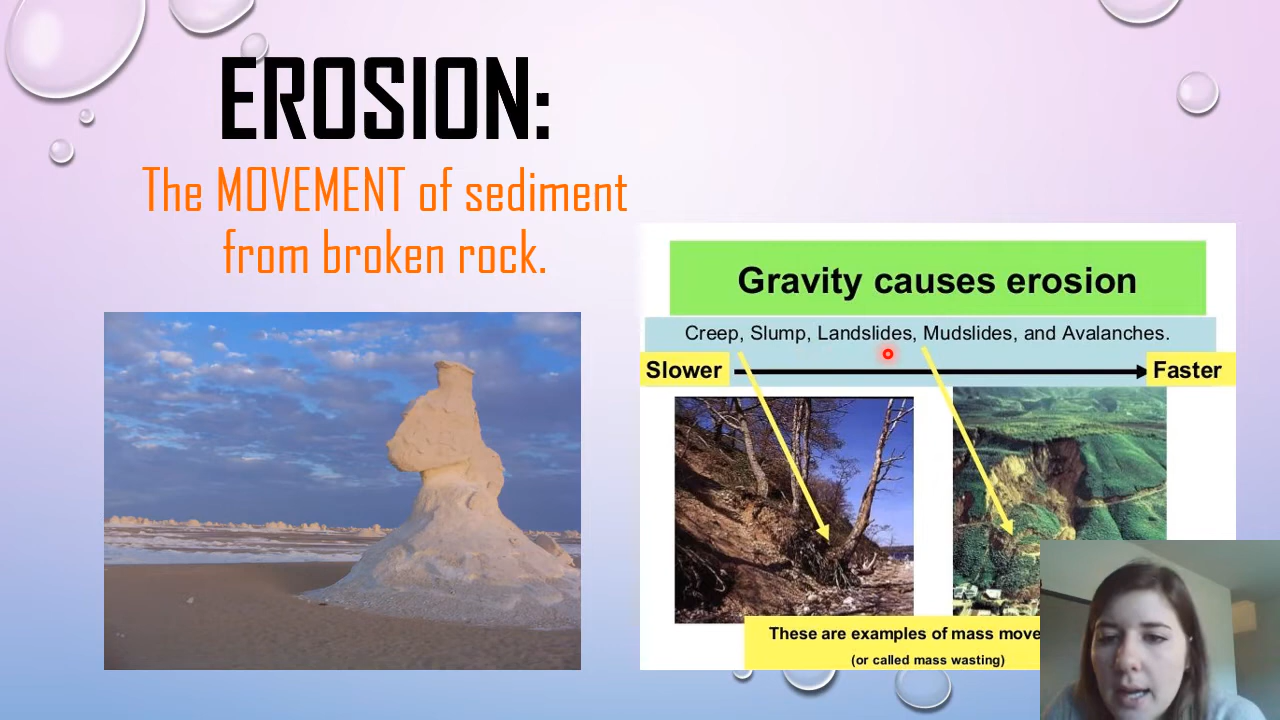 EROSION:
The MOVEMENT of sediment
from broken rock.
Gravity causes erosion
Creep, Slump, Landslides, Mudslides, and Avalanches.
Slower
Faster
These are examples of mass move
(or called mass wasting)